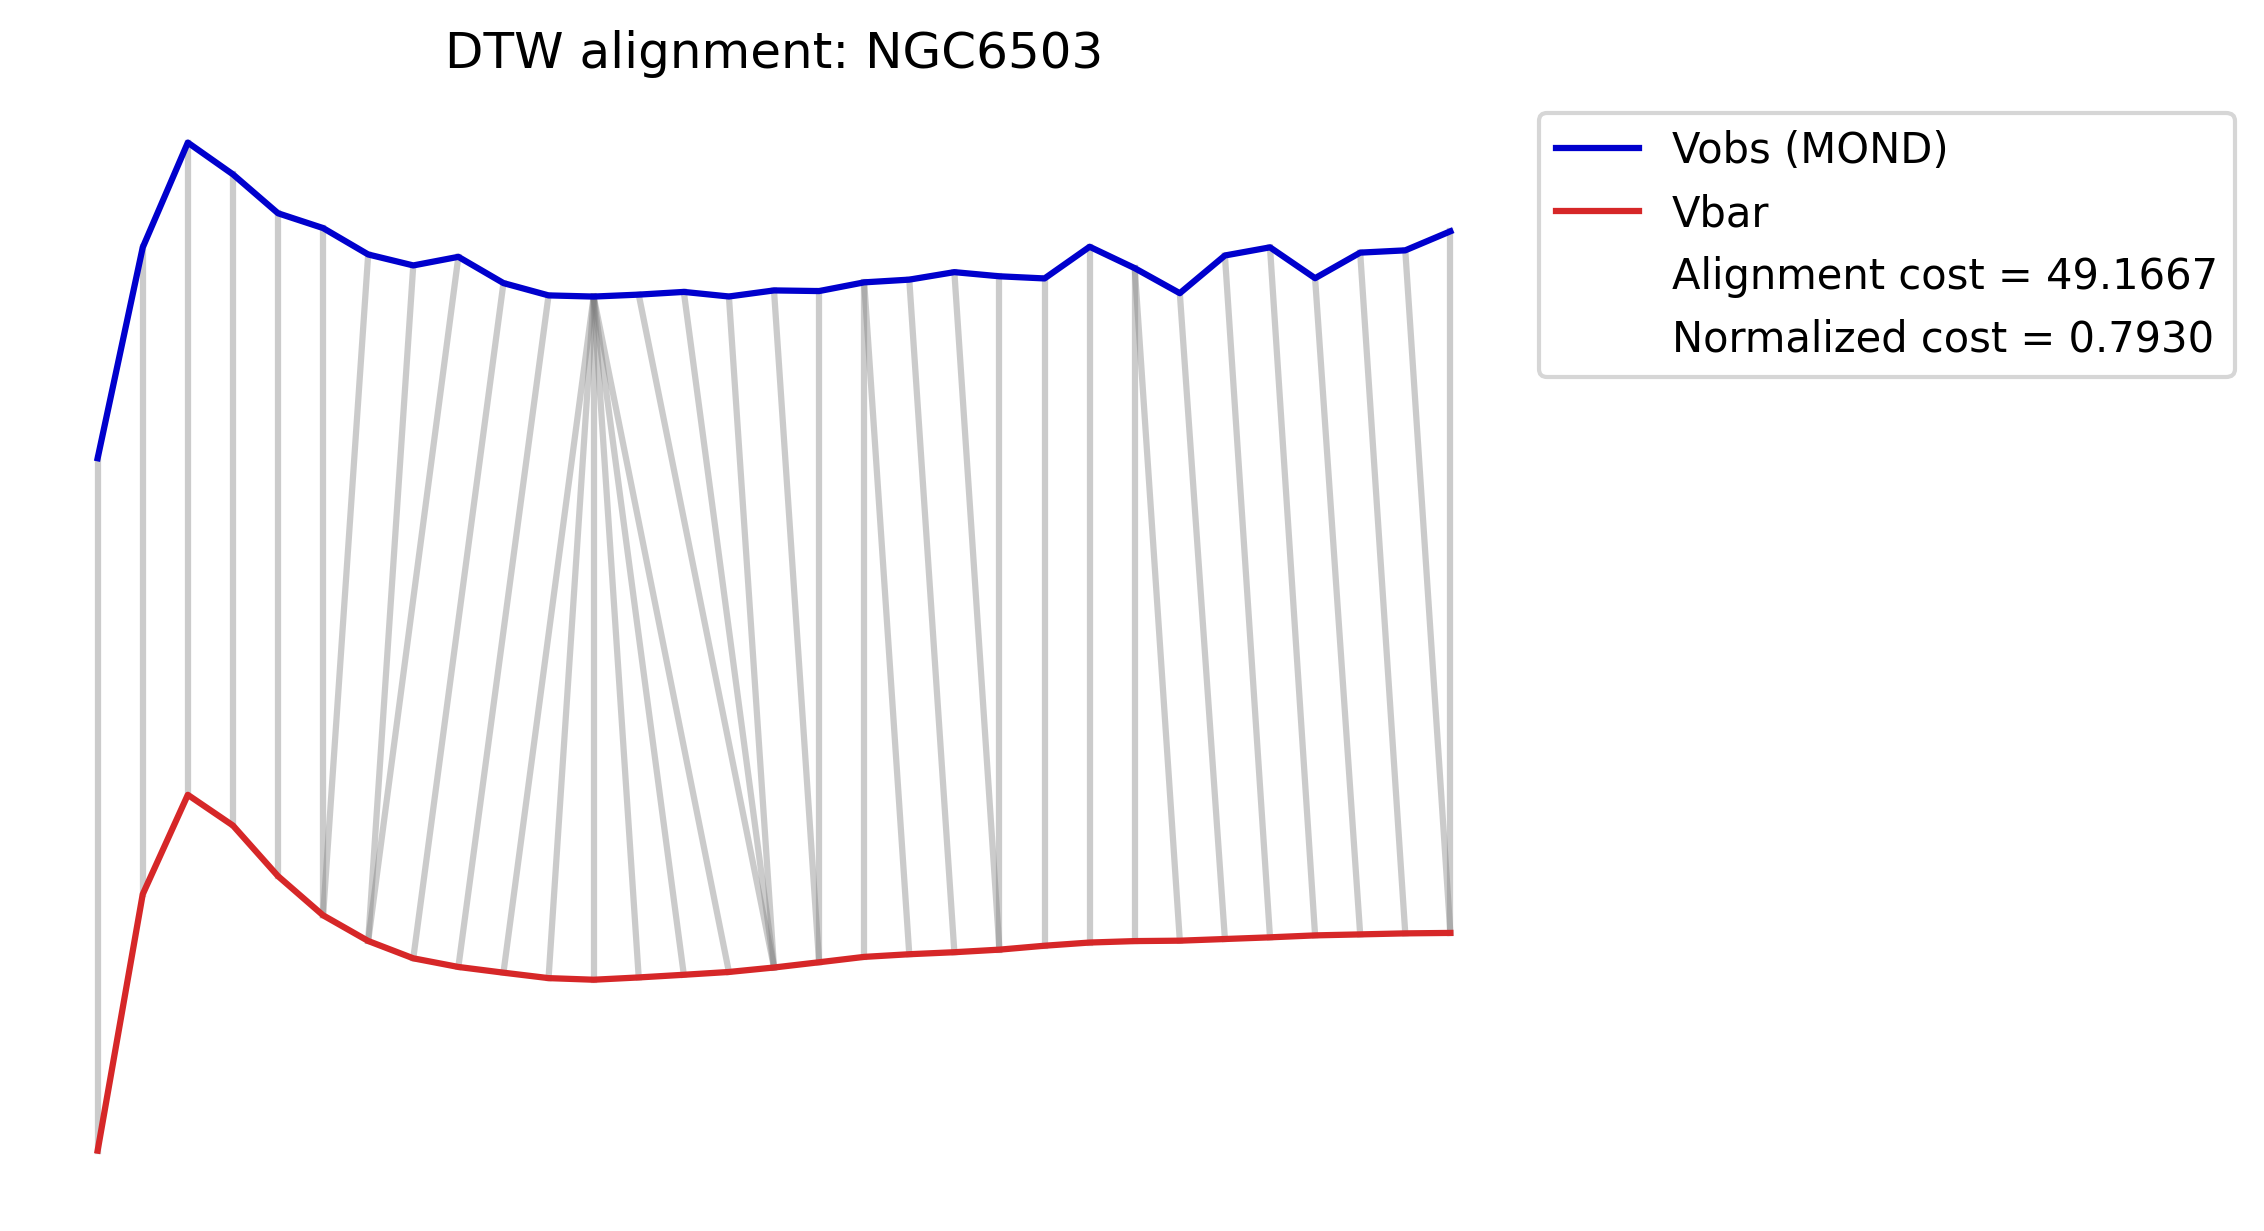 DTW alignment: NGC6503
Vobs (MOND)
Vbar
Alignment cost = 49.1667
Normalized cost = 0.7930